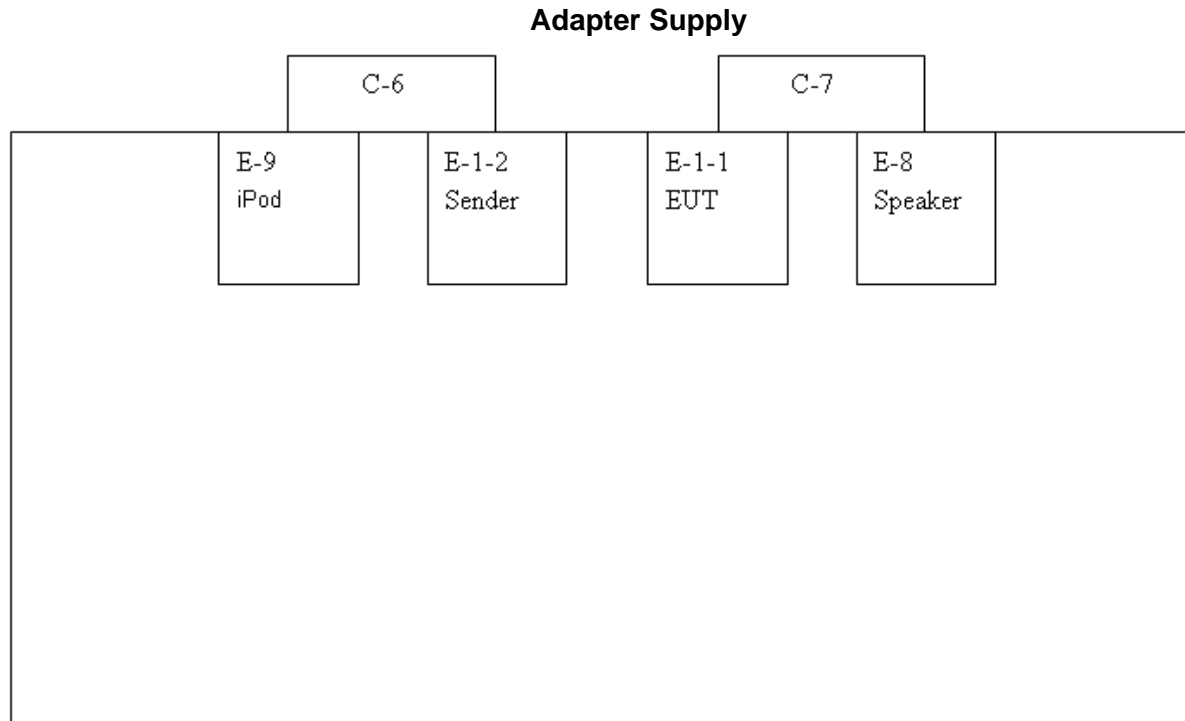 Adapter Supply
C-6
C-7
E-9
iPod
E-1-2
Sender
E-1-1
EUT
E-8
Speaker